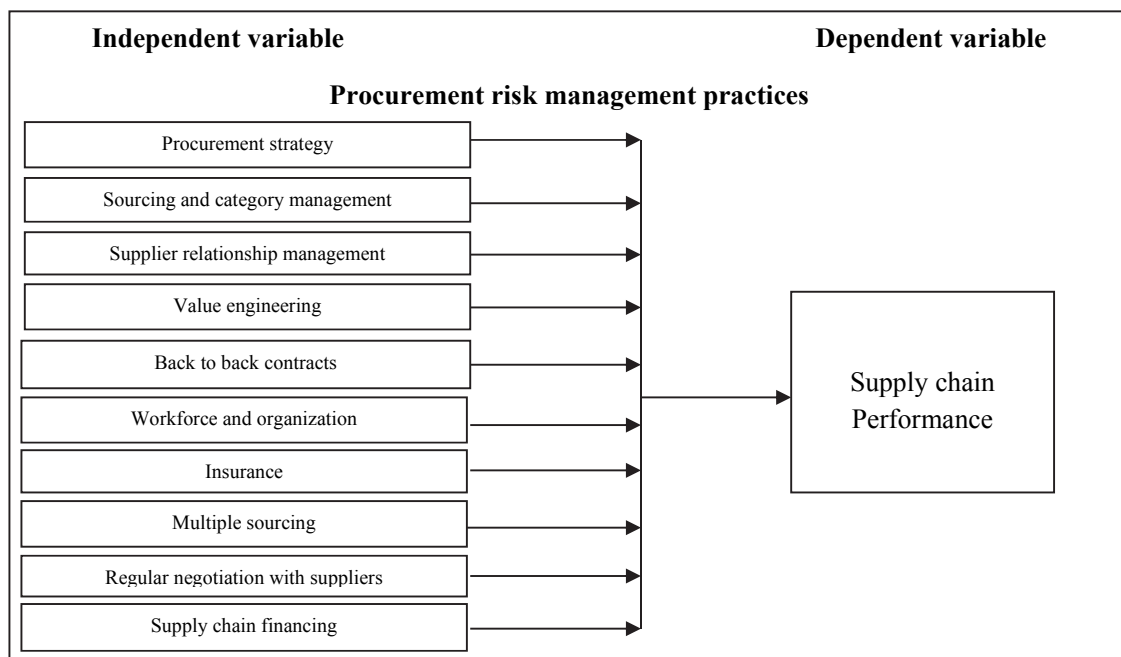 Independent variable
Dependent variable
Procurement risk management practices
Procurement strategy
Sourcing and category management
Supplier relationship management
Value engineering
Back to back contracts
Workforce and organization
Insurance
Multiple sourcing
Regular negotiation with suppliers
Supply chain financing
Supply chain
Performance